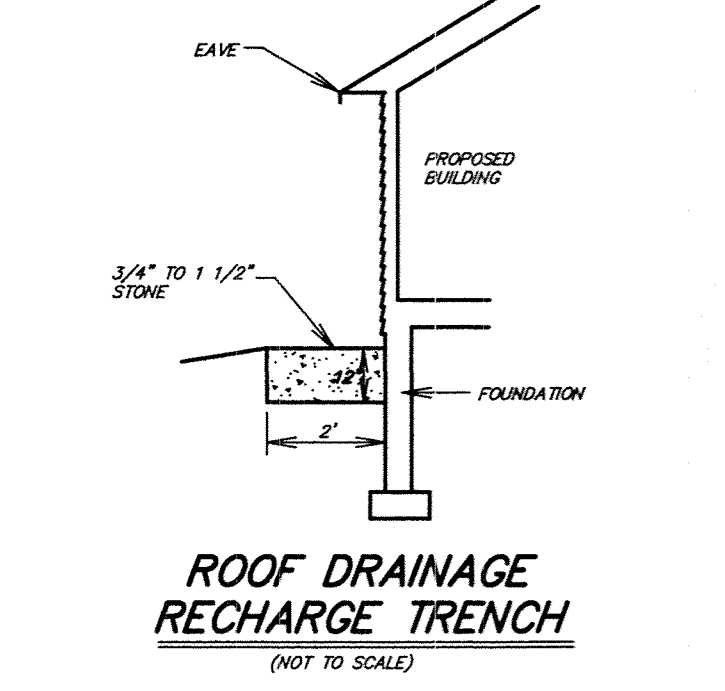 EAVE
PROPOSED
BUILDING
3/4" TO 1 1/2"
STONE
12"
FOUNDATION
2'
ROOF DRAINAGE
RECHARGE TRENCH
(NOT TO SCALE)